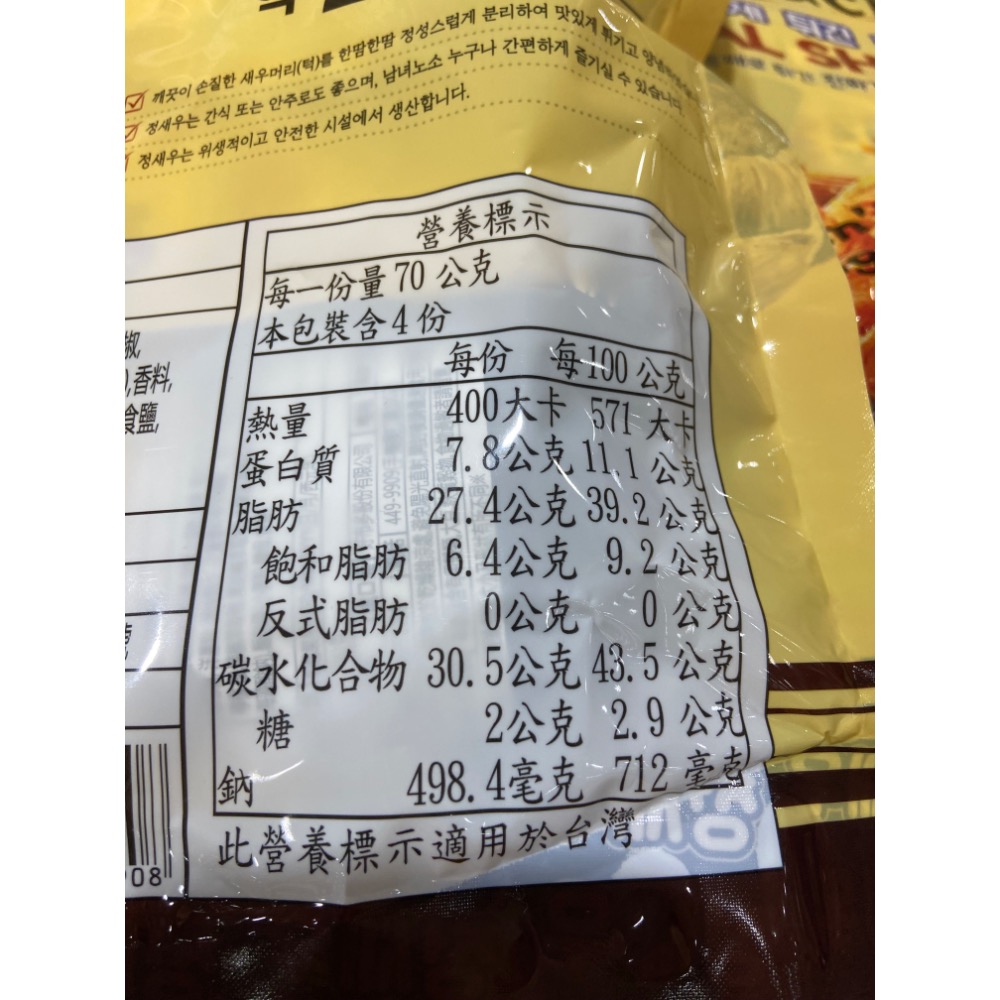 깨끗이 손질한 새우머리(턱)를 한땀한땀 정성스럽게 분리하여 맛있게 튀기고
정새우는 간식 또는 안주로도 좋으며, 남녀노소 누구나 간편하게 즐기실 수 있습니다
정새우는 위생적이고 안전한 시설에서 생산합니다.
營養標示
每一份量 70 公克
本包裝含 4 份
每份 每 100 公克
熱量 400大卡 571 大卡
蛋白質 7.8公克 11.1 公克
脂肪 27.4公克 39.2 公克
飽和脂肪 6.4公克 9.2 公克
反式脂肪 0公克 0 公克
碳水化合物 30.5公克 43.5 公克
糖 2公克 2.9 公克
鈉 498.4毫克 712 毫克
此營養標示適用於台灣
椒,
香料,
食鹽,
08